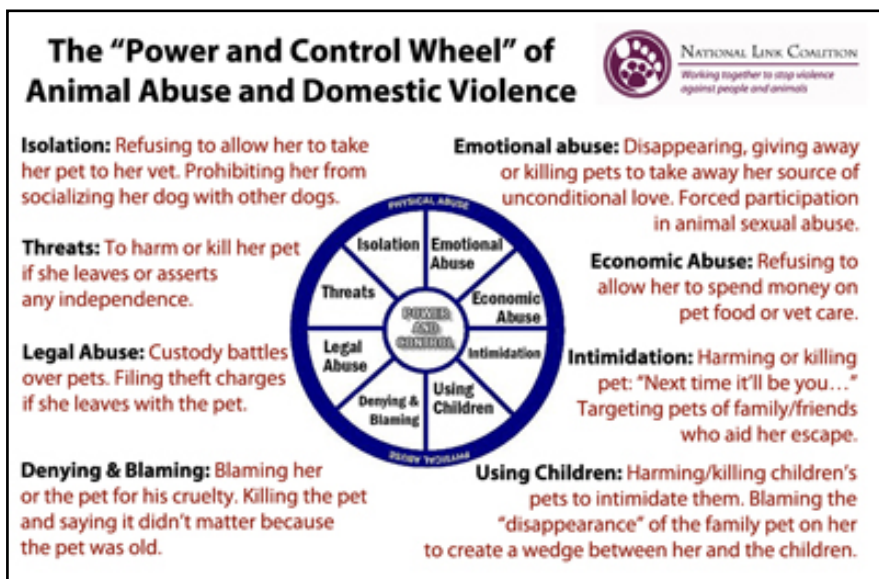 The "Power and Control Wheel" of
Animal Abuse and Domestic Violence
NATIONAL LINK COALITION
Working together to stop violence
against people and animals
Isolation: Refusing to allow her to take
her pet to her vet. Prohibiting her from
socializing her dog with other dogs.
Threats: To harm or kill her pet
if she leaves or asserts
any independence.
Legal Abuse: Custody battles
over pets. Filing theft charges
if she leaves with the pet.
Denying & Blaming: Blaming her
or the pet for his cruelty. Killing the pet
and saying it didn't matter because
the pet was old.
PHYSICAL ABUSE
Isolation
Emotional
Abuse
Threats
Economic
Abuse
POWER
AND
CONTROL
Legal
Abuse
Intimidation
Denying &
Blaming
Using
Children
PHYSICAL ABUSE
Emotional abuse: Disappearing, giving away
or killing pets to take away her source of
unconditional love. Forced participation
in animal sexual abuse.
Economic Abuse: Refusing to
allow her to spend money on
pet food or vet care.
Intimidation: Harming or killing
pet: "Next time it'll be you…"
Targeting pets of family/friends
who aid her escape.
Using Children: Harming/killing children's
pets to intimidate them. Blaming the
"disappearance" of the family pet on her
to create a wedge between her and the children.